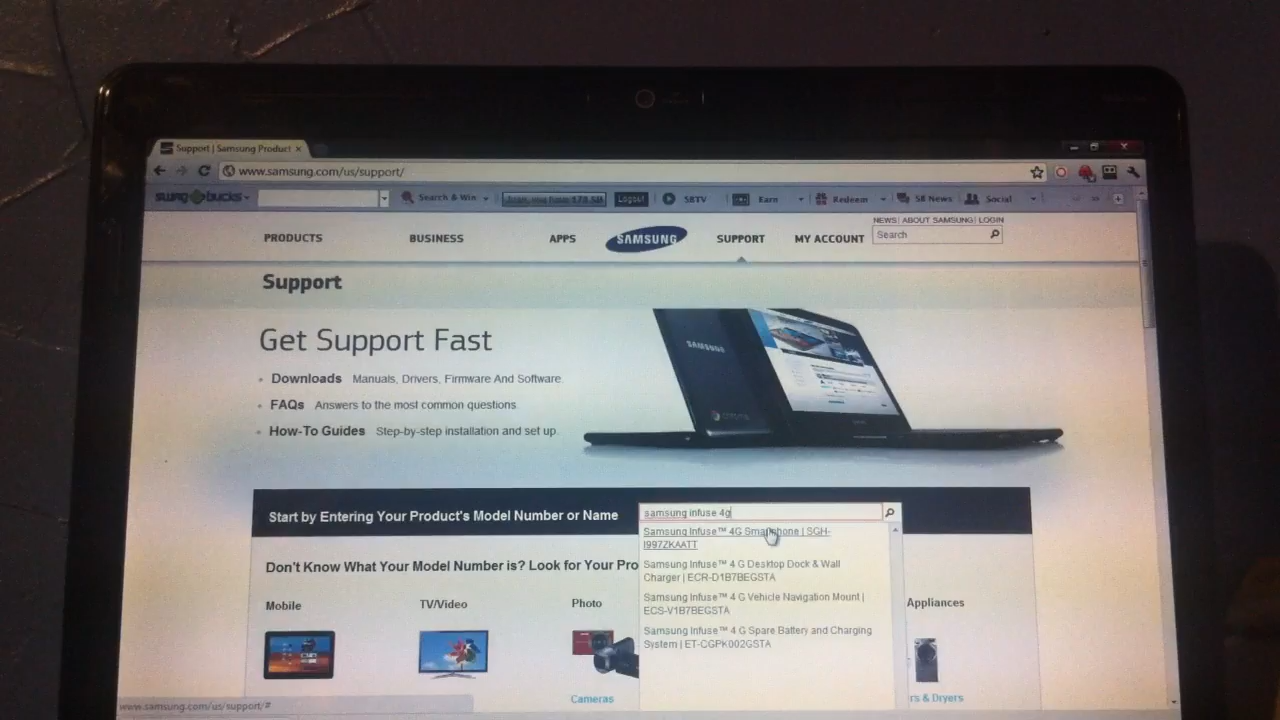 Support | Samsung Product
www.samsung.com/us/support/
swagbucks
Search & Win
Logout
SBTV
Earn
Redeem
SB News
Social
NEWS| ABOUT SAMSUNG| LOGIN
PRODUCTS
BUSINESS
APPS
SAMSUNG
SUPPORT
MY ACCOUNT
Search
Support
Get Support Fast
Downloads Manuals, Drivers, Firmware And Software.
FAQs Answers to the most common questions.
How-To Guides Step-by-step installation and set up.
SAMSUNG
Start by Entering Your Product's Model Number or Name
samsung infuse 4g
Samsung Infuse™ 4G Smartphone | SGH-
I997ZKAATT
Samsung Infuse™ 4 G Desktop Dock & Wall
Charger | ECR-D1B7BEGSTA
Samsung Infuse™ 4 G Vehicle Navigation Mount |
ECS-V1B7BEGSTA
Samsung Infuse™ 4 G Spare Battery and Charging
System | ET-CGPK002GSTA
Don't Know What Your Model Number is? Look for Your Pro
Mobile
TV/Video
Photo
Appliances
Cameras
rs & Dryers
www.samsung.com/us/support/#